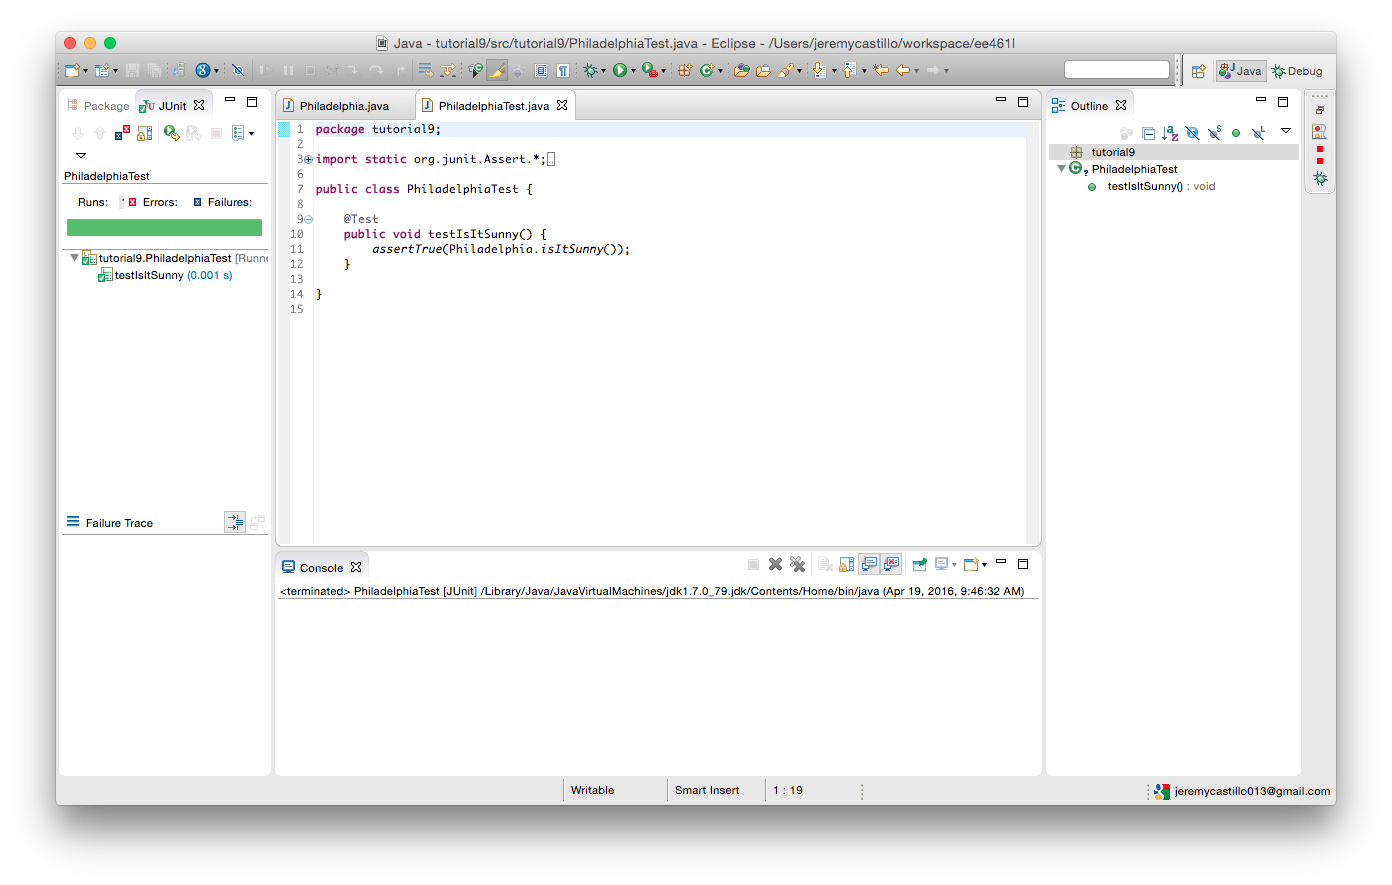 Java - tutorial9/src/tutorial9/PhiladelphiaTest.java - Eclipse - /Users/jeremycastillo/workspace/ee461l
Java
Debug
Package
JUnit
PhiladelphiaTest
Runs:
Errors:
Failures:
tutorial9.PhiladelphiaTest [Runne
testIsItSunny (0.001 s)
Failure Trace
Philadelphia.java
PhiladelphiaTest.java
1 package tutorial9;
2
3 import static org.junit.Assert.*;
6
7 public class PhiladelphiaTest {
8
9 @Test
10 public void testIsItSunny() {
11 assertTrue(Philadelphia.isItSunny());
12 }
13
14 }
15
Console
<terminated> PhiladelphiaTest [JUnit] /Library/Java/JavaVirtualMachines/jdk1.7.0_79.jdk/Contents/Home/bin/java (Apr 19, 2016, 9:46:32 AM)
Outline
tutorial9
PhiladelphiaTest
testIsItSunny() : void
Writable
Smart Insert
1 : 19
jeremycastillo013@gmail.com